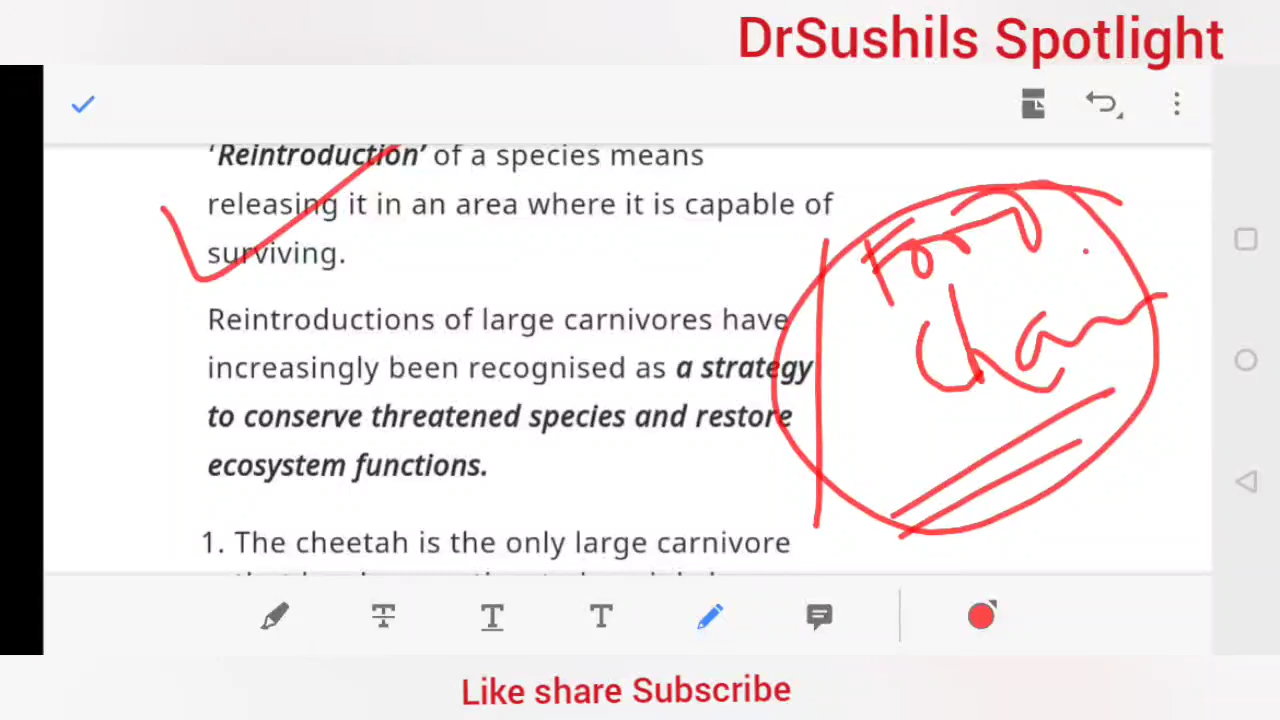 DrSushils Spotlight
‘Reintroduction’ of a species means
releasing it in an area where it is capable of
surviving.
Reintroductions of large carnivores have
increasingly been recognised as a strategy
to conserve threatened species and restore
ecosystem functions.
1. The cheetah is the only large carnivore
Like share Subscribe